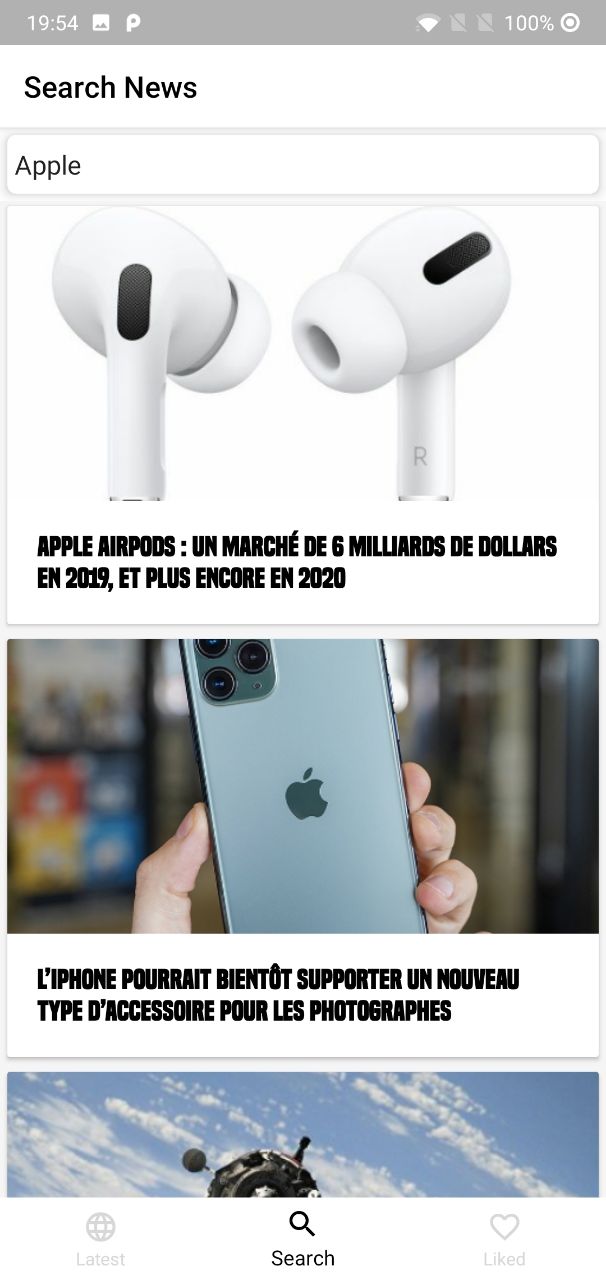 19:54
100%
Search News
Apple
R
APPLE AIRPODS : UN MARCHÉ DE 6 MILLIARDS DE DOLLARS
EN 2019, ET PLUS ENCORE EN 2020
L’IPHONE POURRAIT BIENTÔT SUPPORTER UN NOUVEAU
TYPE D’ACCESSOIRE POUR LES PHOTOGRAPHES
Latest
Search
Liked